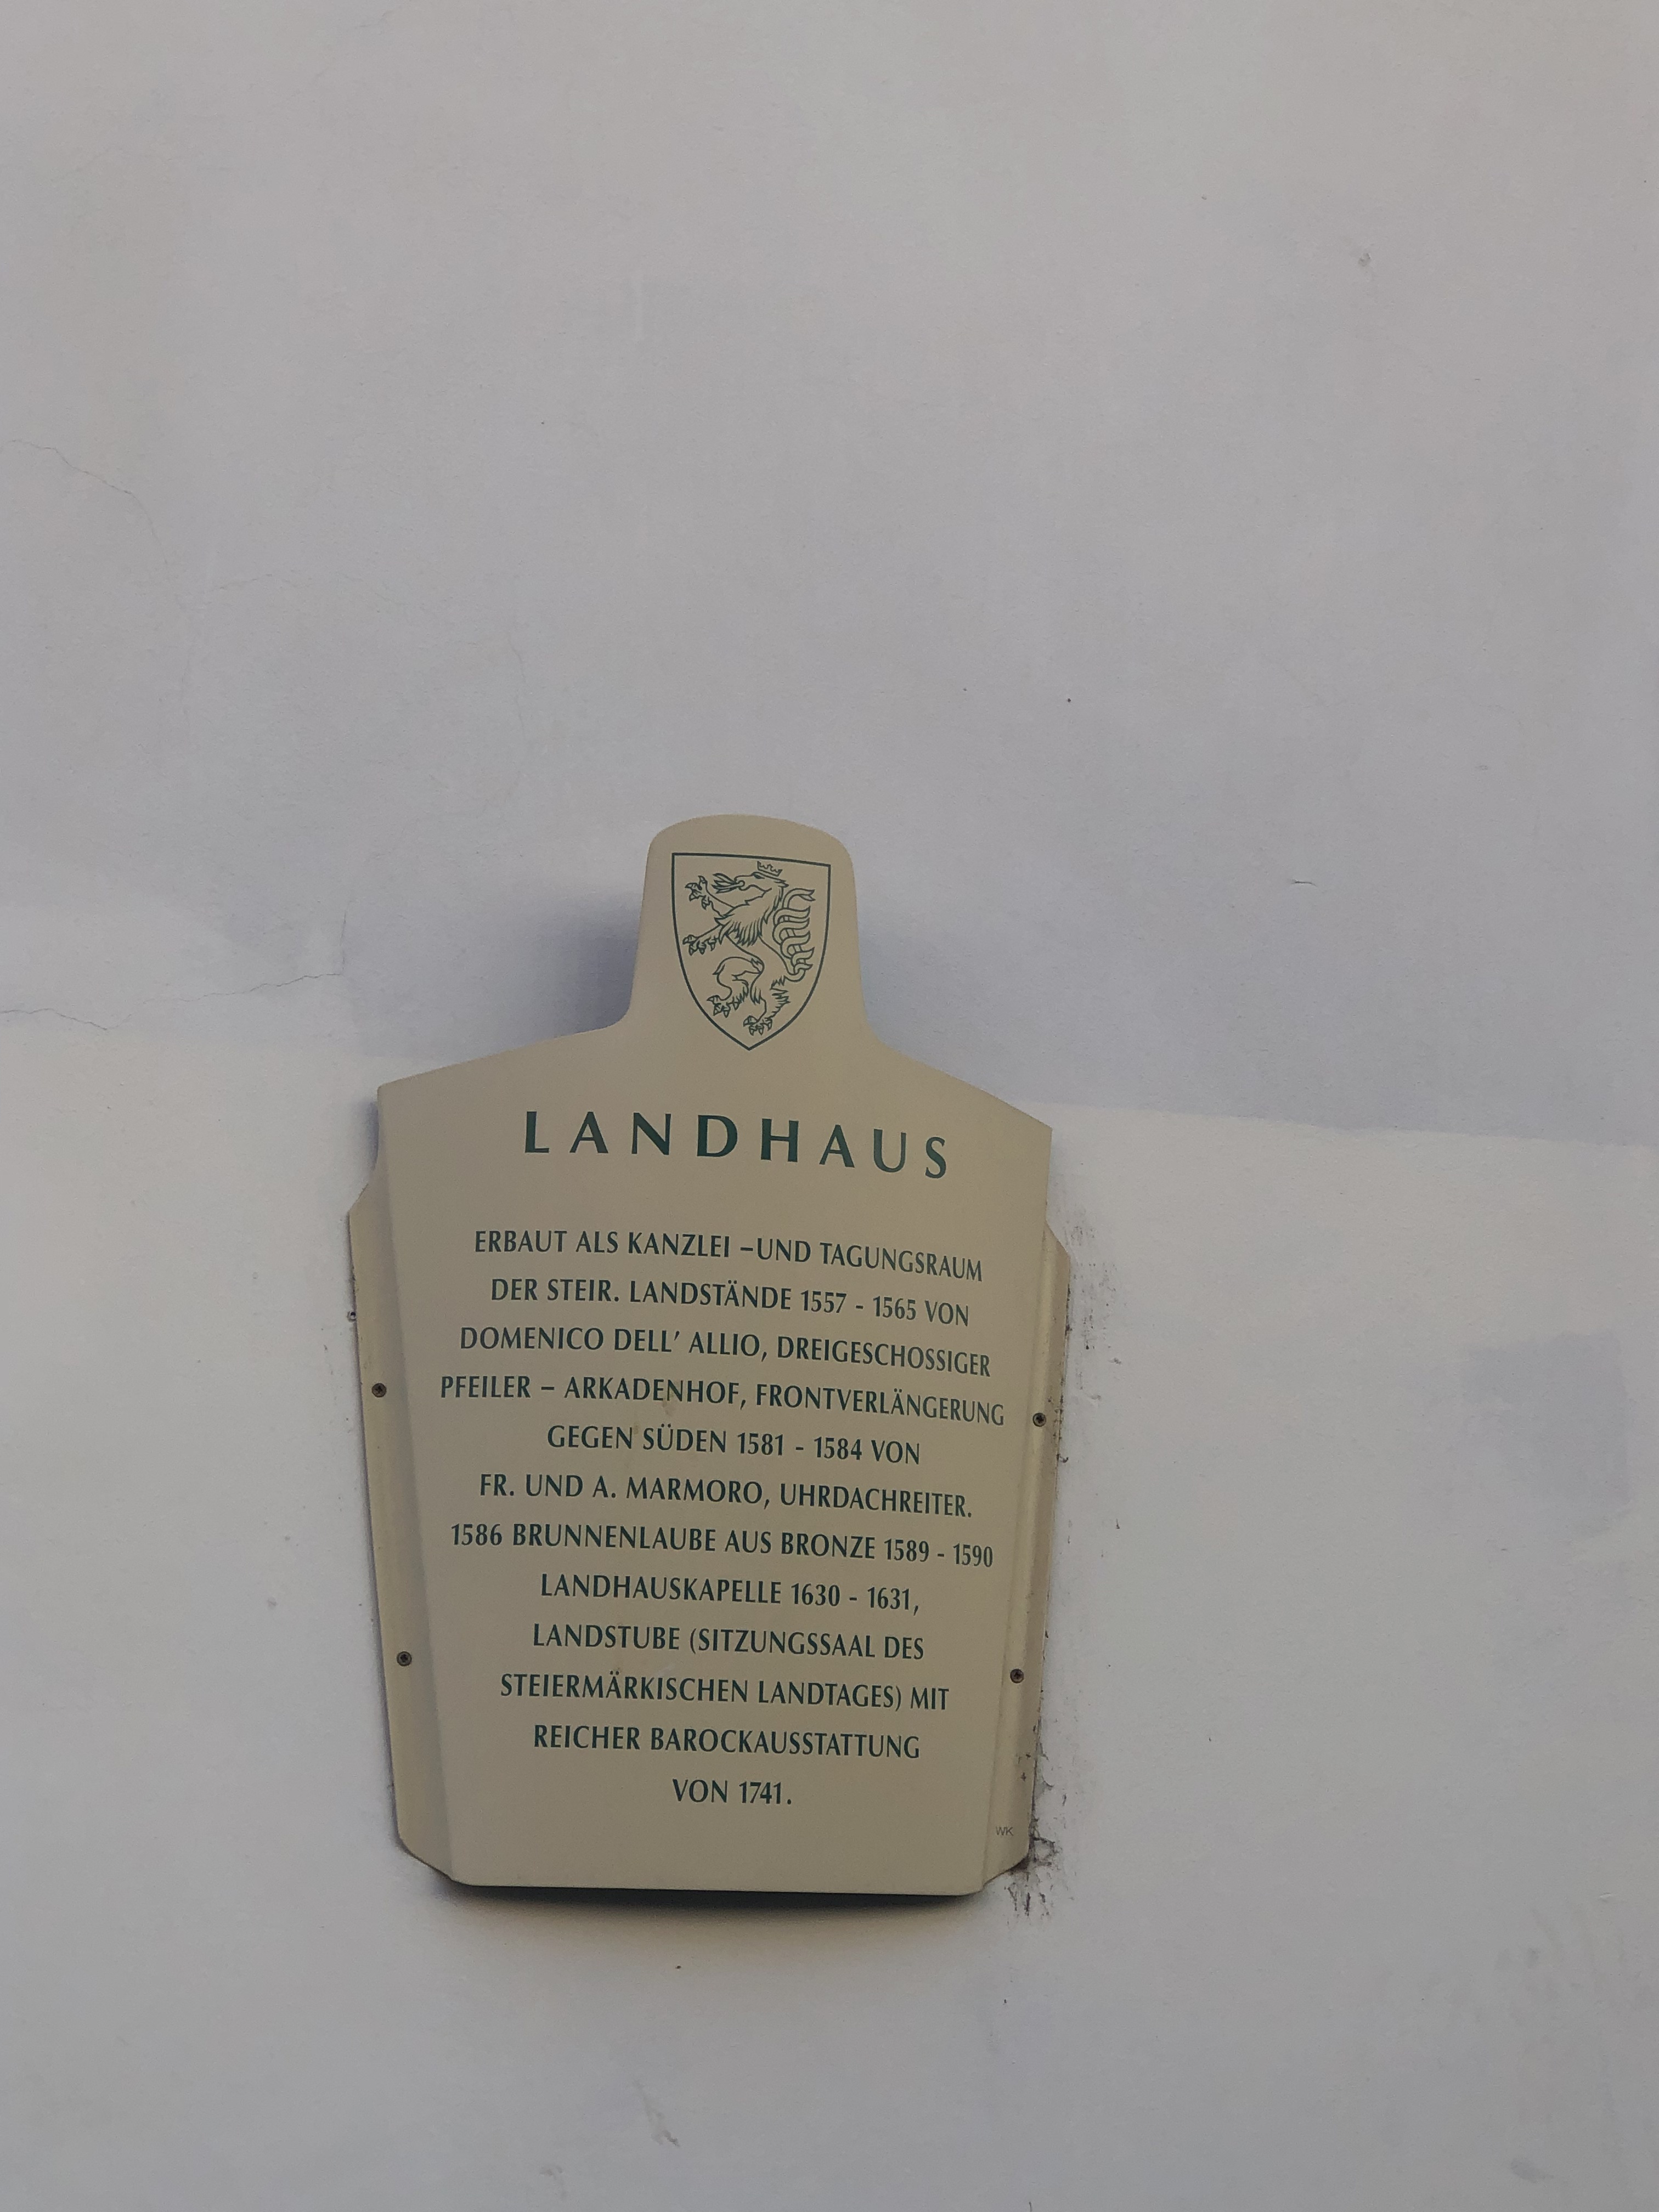 LANDHAUS
ERBAUT ALS KANZLEI –UND TAGUNGSRAUM
DER STEIR. LANDSTÄNDE 1557 - 1565 VON
DOMENICO DELL’ ALLIO, DREIGESCHOSSIGER
PFEILER – ARKADENHOF, FRONTVERLÄNGERUNG
GEGEN SÜDEN 1581 - 1584 VON
FR. UND A. MARMORO, UHRDACHREITER.
1586 BRUNNENLAUBE AUS BRONZE 1589 - 1590
LANDHAUSKAPELLE 1630 - 1631,
LANDSTUBE (SITZUNGSSAAL DES
STEIERMÄRKISCHEN LANDTAGES) MIT
REICHER BAROCKAUSSTATTUNG
VON 1741.
WK